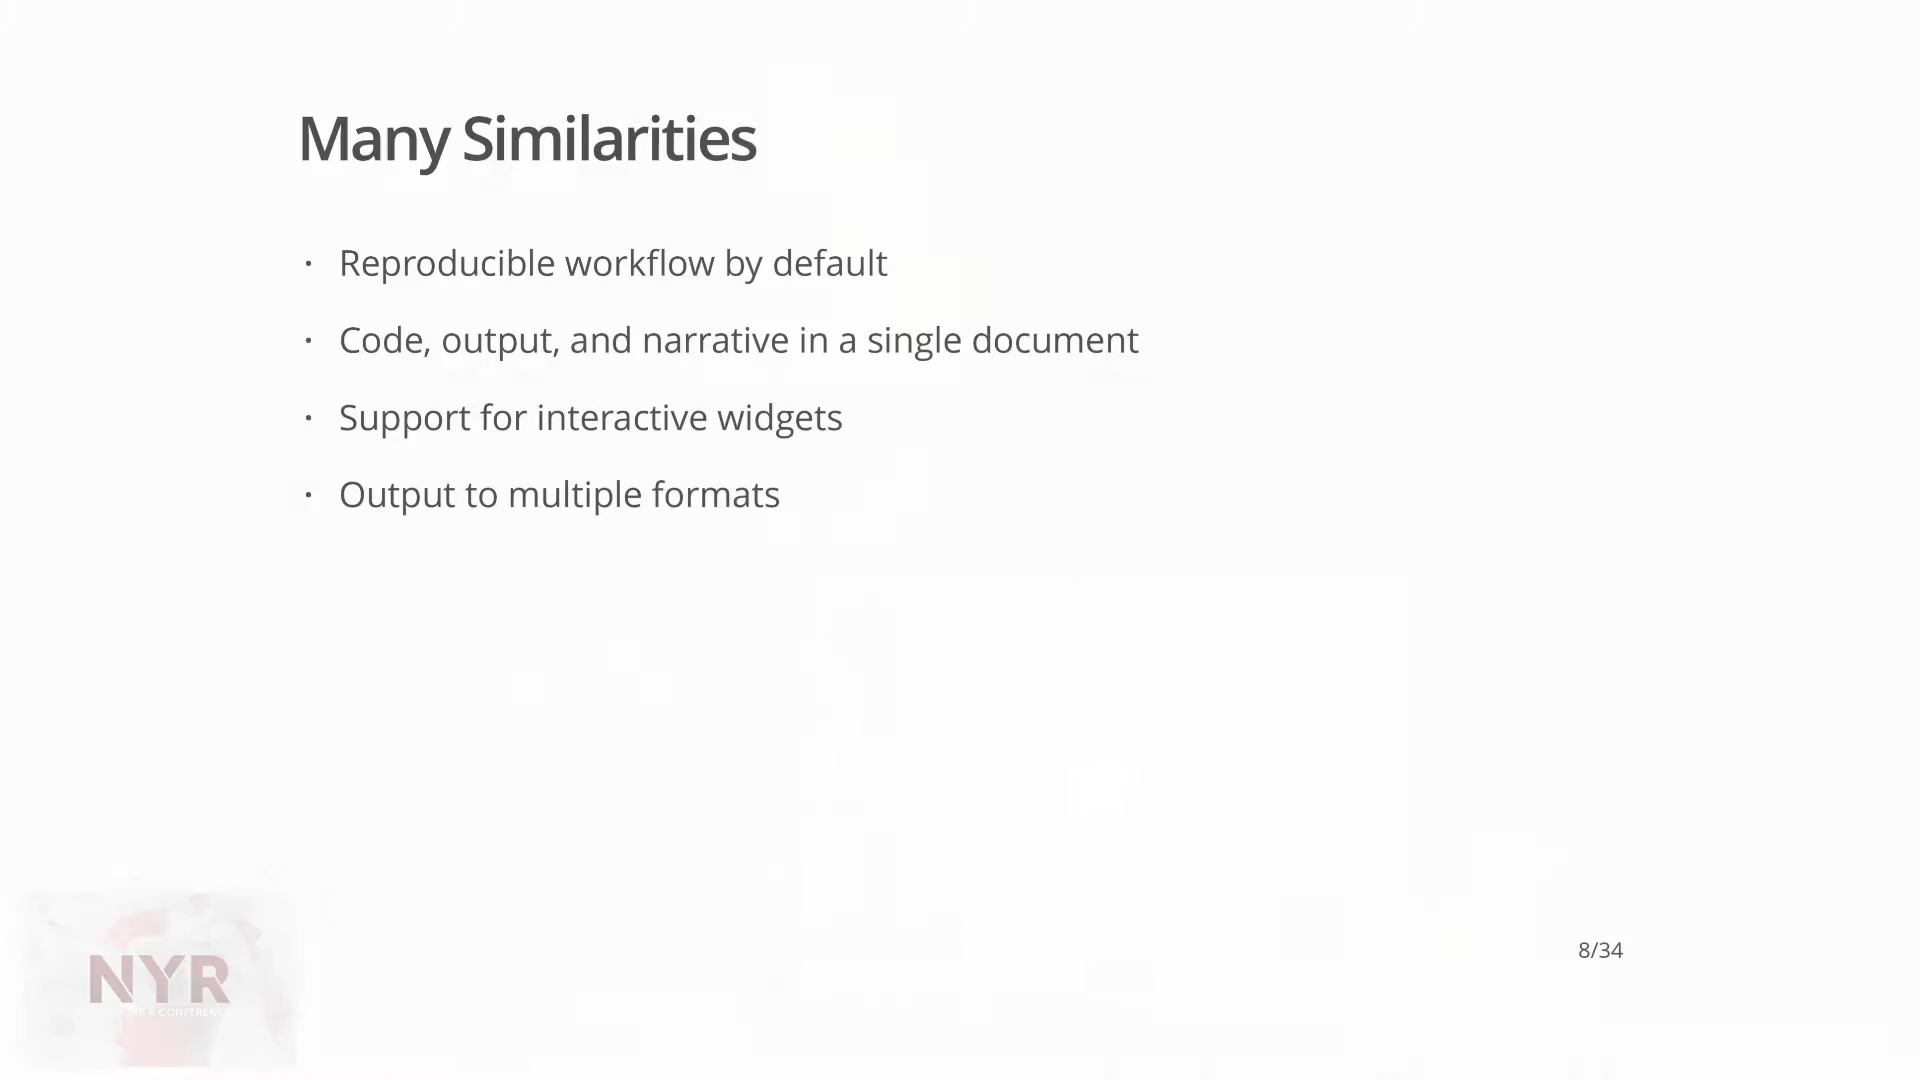 Many Similarities
· Reproducible workflow by default
· Code, output, and narrative in a single document
· Support for interactive widgets
· Output to multiple formats
8/34
NYR
R CONFERENCE